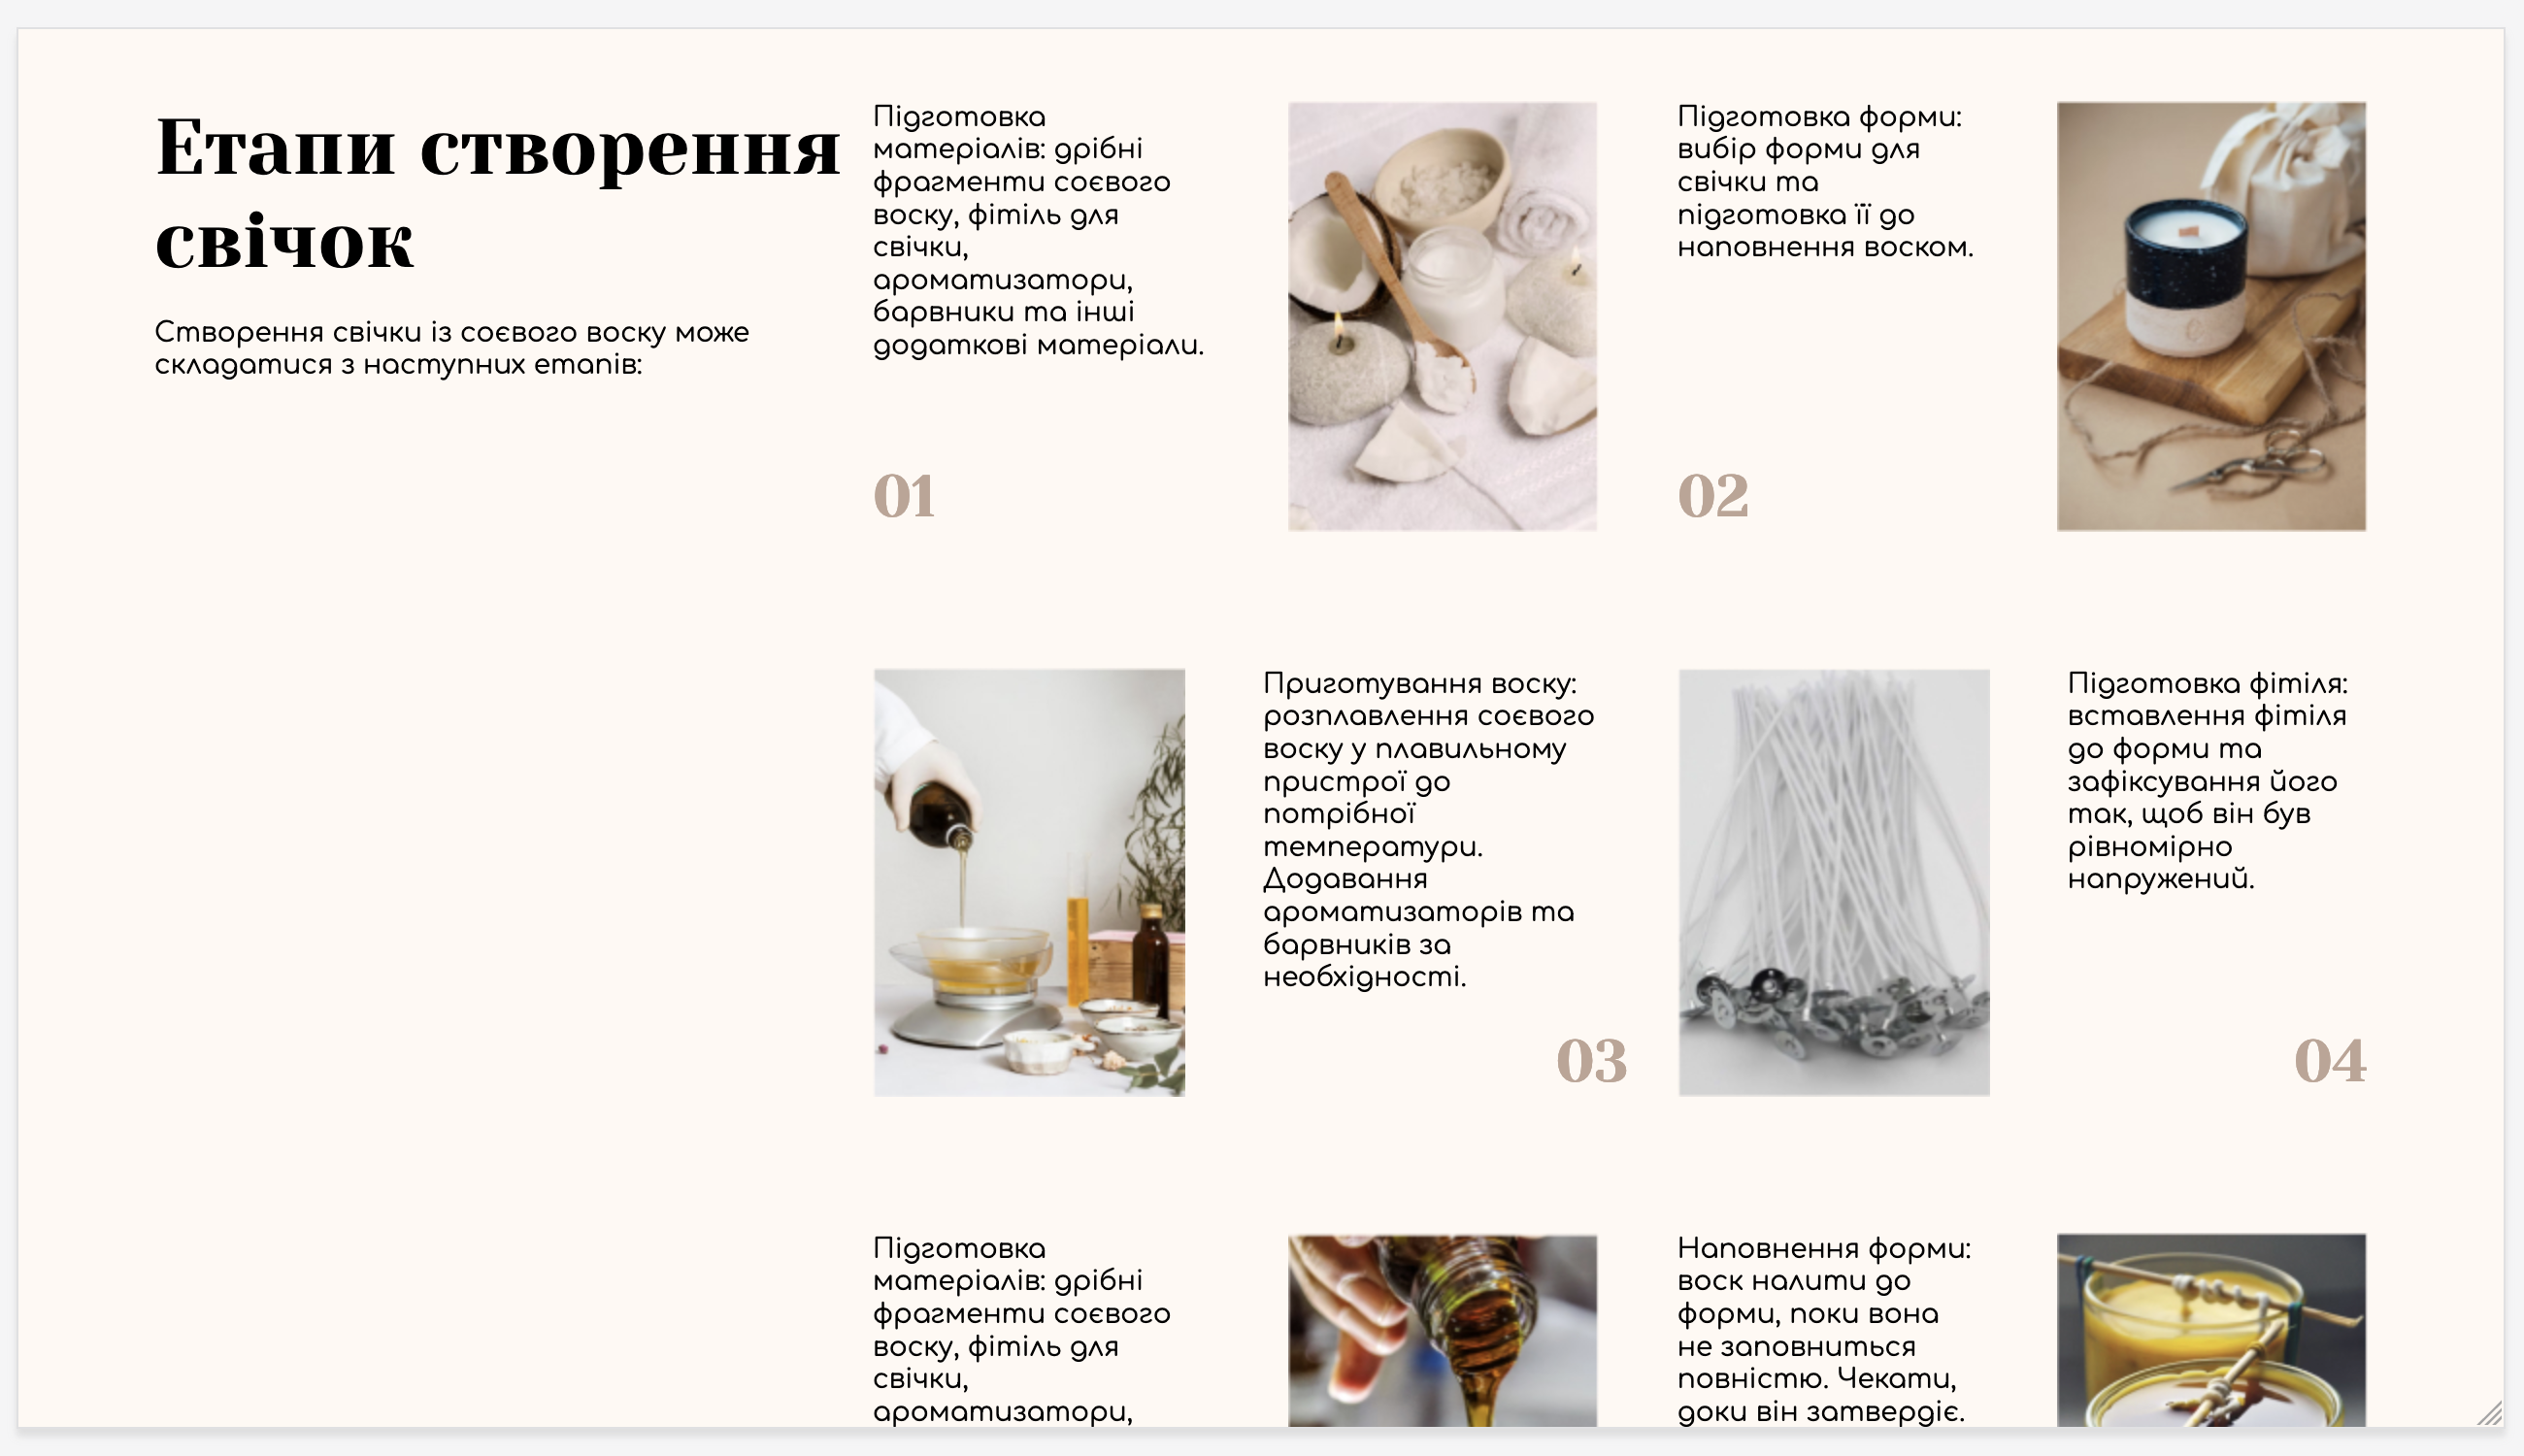 Етапи створення
свічок
Створення свічки із соєвого воску може
складатися з наступних етапів:
Підготовка
матеріалів: дрібні
фрагменти соєвого
воску, фітіль для
свічки,
ароматизатори,
барвники та інші
додаткові матеріали.
01
Підготовка форми:
вибір форми для
свічки та
підготовка її до
наповнення воском.
02
Приготування воску:
розплавлення соєвого
воску у плавильному
пристрої до
потрібної
температури.
Додавання
ароматизаторів та
барвників за
необхідності.
03
Підготовка фітіля:
вставлення фітіля
до форми та
зафіксування його
так, щоб він був
рівномірно
напружений.
04
Підготовка
матеріалів: дрібні
фрагменти соєвого
воску, фітіль для
свічки,
ароматизатори,
Наповнення форми:
воск налити до
форми, поки вона
не заповниться
повністю. Чекати,
доки він затвердіє.